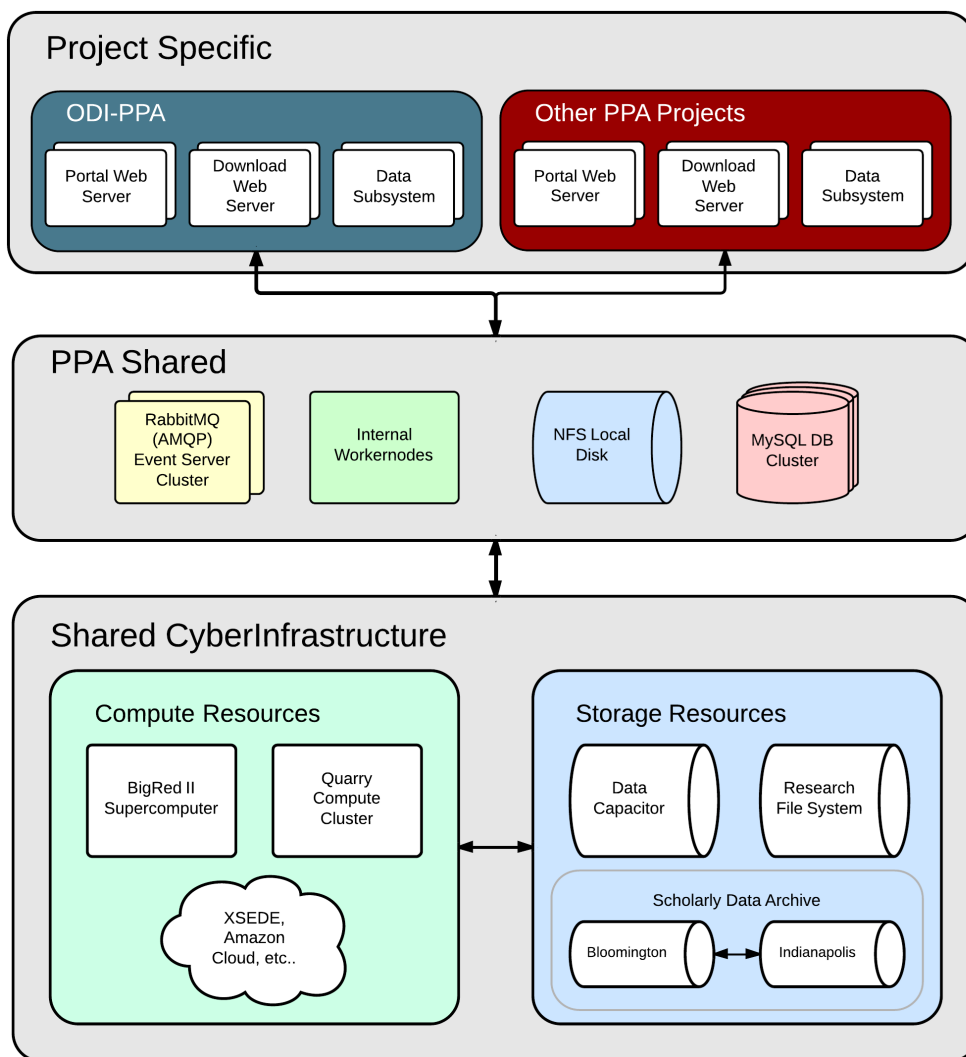 Project Specific
ODI-PPA
Portal Web
Server
Download
Web
Server
Data
Subsystem
Other PPA Projects
Portal Web
Server
Download
Web
Server
Data
Subsystem
PPA Shared
RabbitMQ
(AMQP)
Event Server
Cluster
Internal
Workernodes
NFS Local
Disk
MySQL DB
Cluster
Shared CyberInfrastructure
Compute Resources
BigRed II
Supercomputer
Quarry
Compute
Cluster
XSEDE,
Amazon
Cloud, etc..
Storage Resources
Data
Capacitor
Research
File System
Scholarly Data Archive
Bloomington
Indianapolis